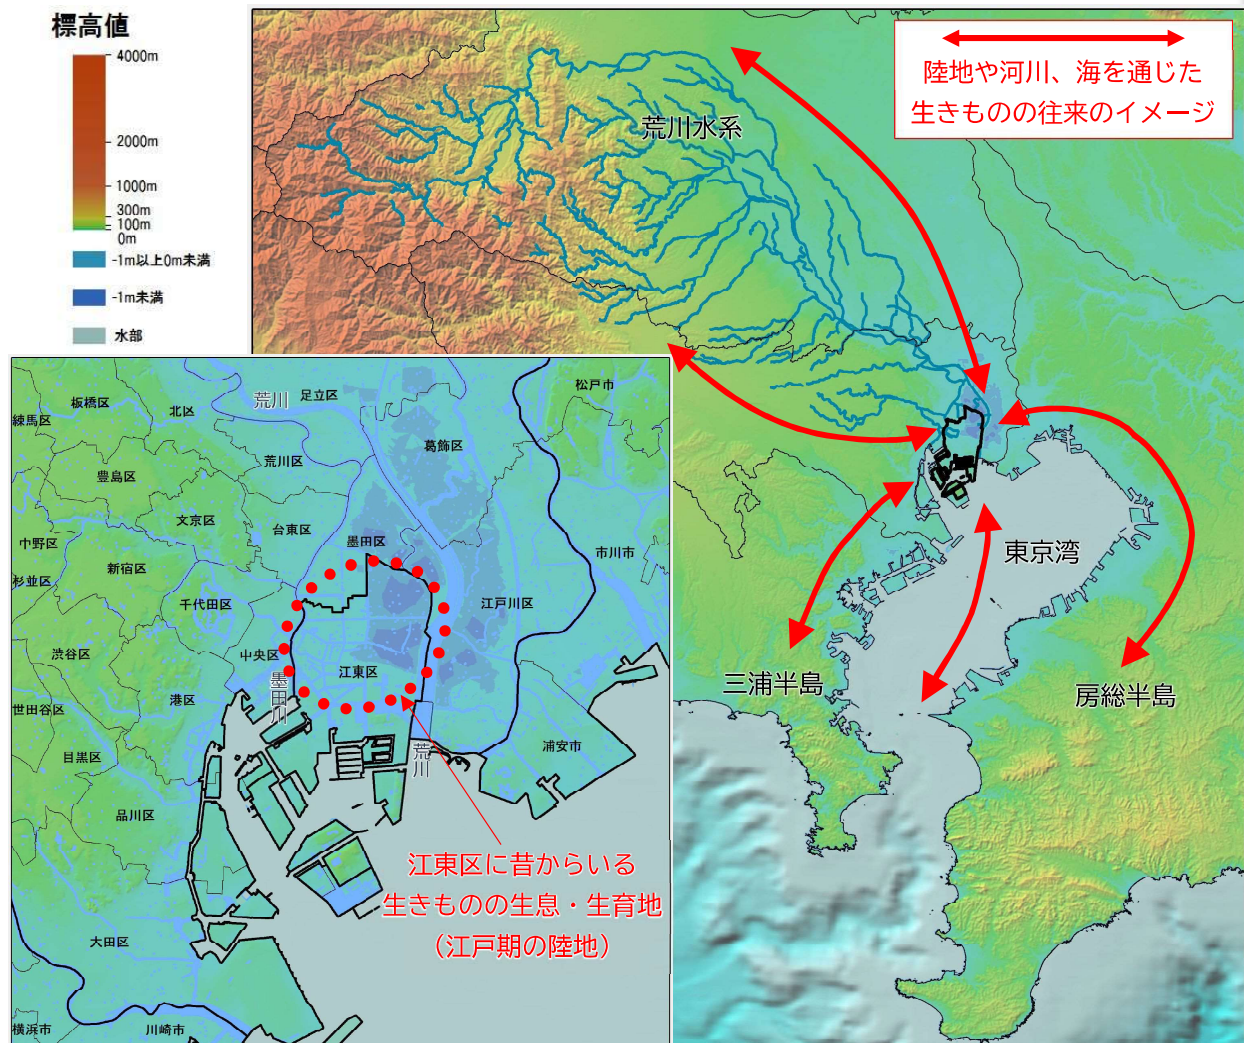 標高値
4000m
2000m
1000m
300m
100m
0m
-1m以上0m未満
-1m未満
水部
陸地や河川、海を通じた
生きものの往来のイメージ
荒川水系
東京湾
三浦半島
房総半島
松戸市
足立区
荒川
板橋区
北区
練馬区
葛飾区
荒川区
豊島区
文京区
台東区
墨田区
中野区
市川市
新宿区
杉並区
千代田区
江戸川区
中央区
渋谷区
江東区
墨田川
港区
世田谷区
荒川
浦安市
目黒区
品川区
江東区に昔からいる
生きものの生息・生育地
（江戸期の陸地）
大田区
横浜市
川崎市